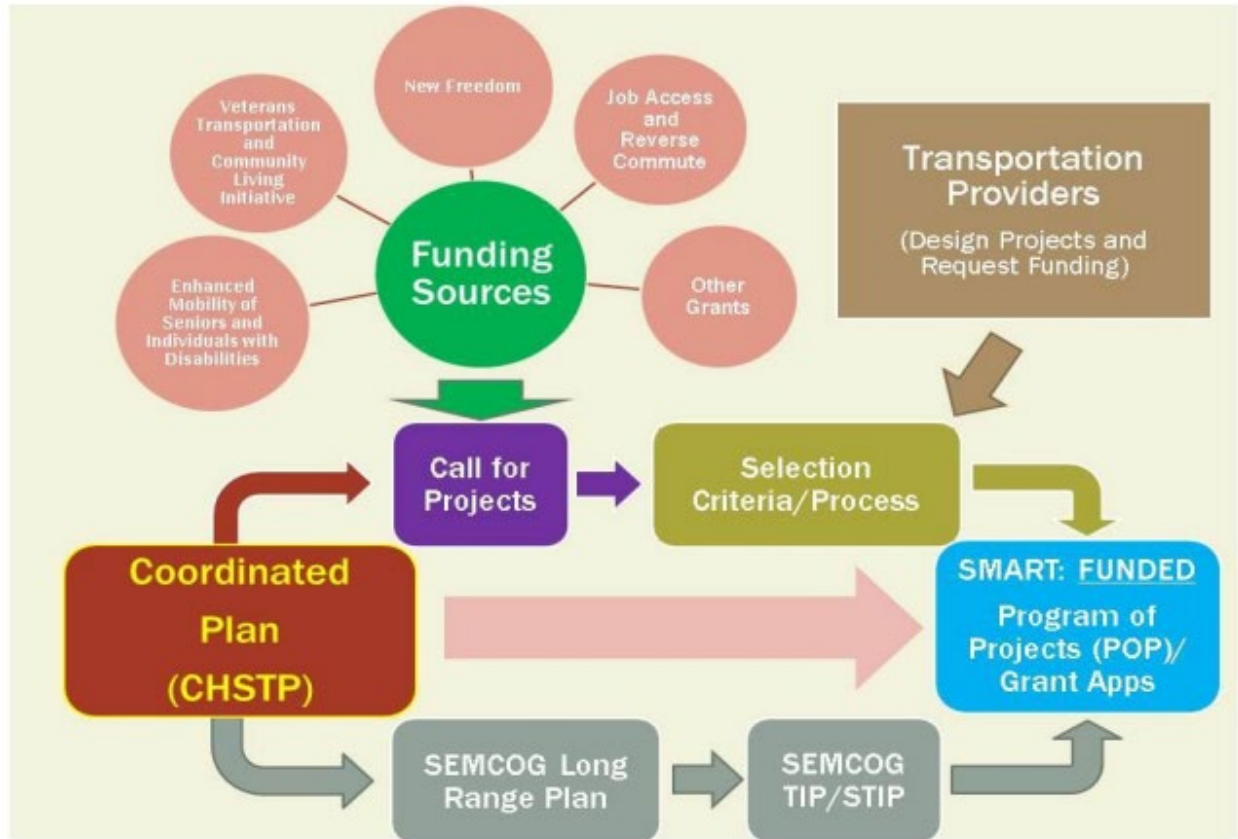 New Freedom
Veterans
Transportation
and
Community
Living
Initiative
Job Access
and
Reverse
Commute
Transportation
Providers
(Design Projects and
Request Funding)
Funding
Sources
Enhanced
Mobility of
Seniors and
Individuals with
Disabilities
Other
Grants
Call for
Projects
Selection
Criteria/Process
Coordinated
Plan
(CHSTP)
SMART: FUNDED
Program of
Projects (POP)/
Grant Apps
SEMCOG Long
Range Plan
SEMCOG
TIP/STIP